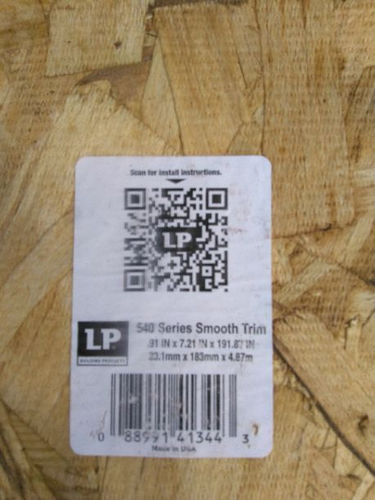 Scan for install instructions.
LP
540 Series Smooth Trim
.91 IN x 7.21 IN x 191.87 IN
23.1mm x 183mm x 4.87m
LP
BUILDING PRODUCTS
0 88991 41344 3
Made in USA